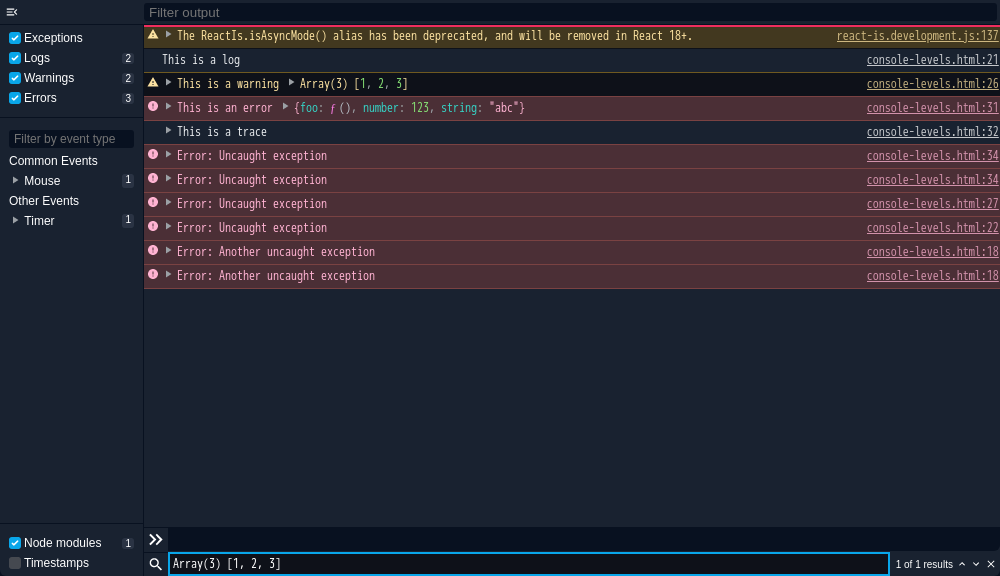 Filter output
Exceptions
Logs 2
Warnings 2
Errors 3
Filter by event type
Common Events
Mouse 1
Other Events
Timer 1
Node modules 1
Timestamps
The ReactIs.isAsyncMode() alias has been deprecated, and will be removed in React 18+. react-is.development.js:137
This is a log console-levels.html:21
This is a warning Array(3) [1, 2, 3] console-levels.html:26
This is an error {foo: ƒ (), number: 123, string: "abc"} console-levels.html:31
This is a trace console-levels.html:32
Error: Uncaught exception console-levels.html:34
Error: Uncaught exception console-levels.html:34
Error: Uncaught exception console-levels.html:27
Error: Uncaught exception console-levels.html:22
Error: Another uncaught exception console-levels.html:18
Error: Another uncaught exception console-levels.html:18
Array(3) [1, 2, 3] 1 of 1 results